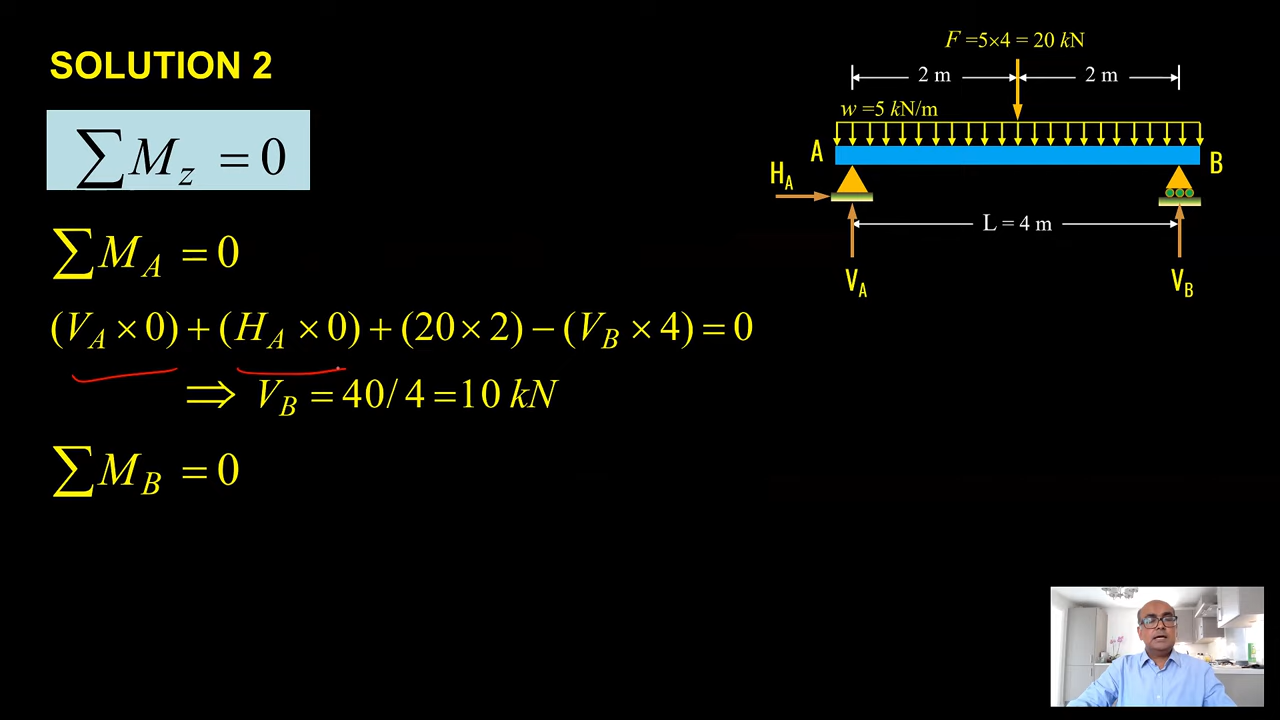 SOLUTION 2
∑M_z = 0
∑M_A = 0
(V_A × 0) + (H_A × 0) + (20 × 2) − (V_B × 4) = 0
⇒ V_B = 40 / 4 = 10 kN
∑M_B = 0
F =5×4 = 20 kN
2 m 2 m
w =5 kN/m
A B
H_A
L = 4 m
V_A V_B